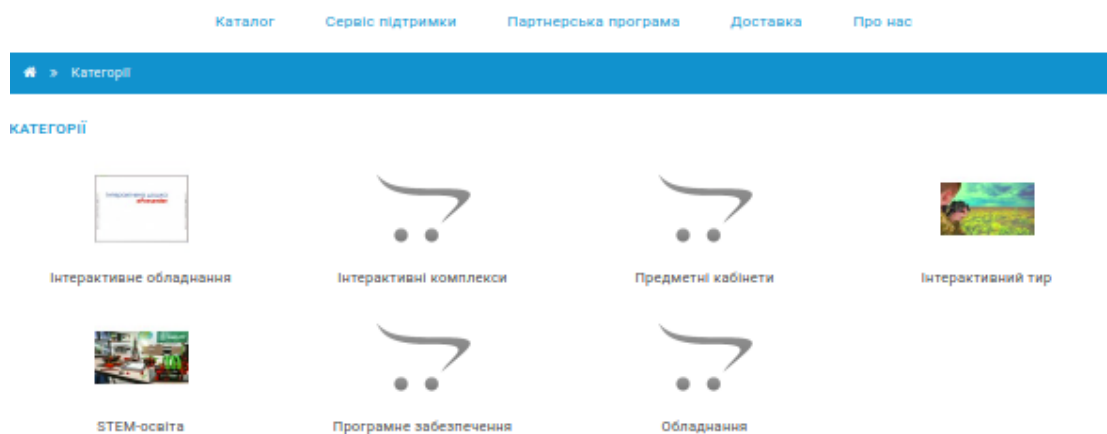 Каталог Сервіс підтримки Партнерська програма Доставка Про нас
» Категорії
КАТЕГОРІЇ
Інтерактивне обладнання Інтерактивні комплекси Предметні кабінети Інтерактивний тир
STEM-освіта Програмне забезпечення Обладнання